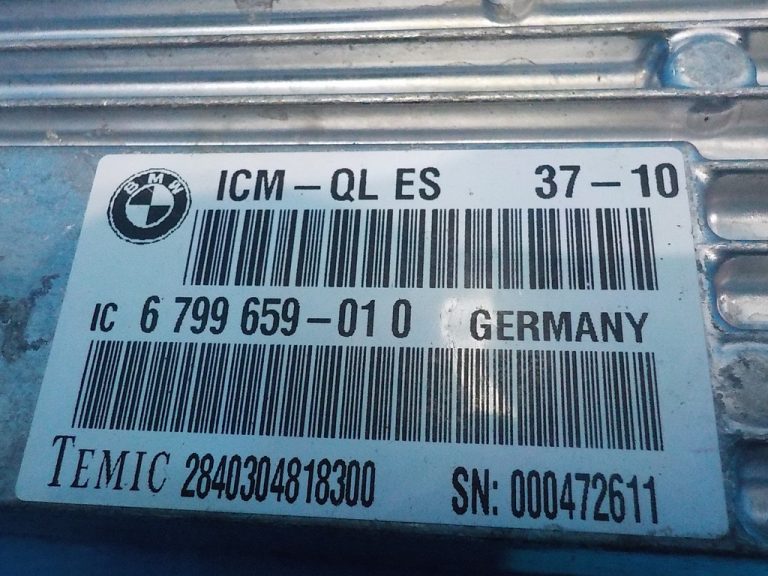 BMW
ICM-QL ES 37-10
IC 6 799 659-01 0 GERMANY
TEMIC 2840304818300 SN: 000472611